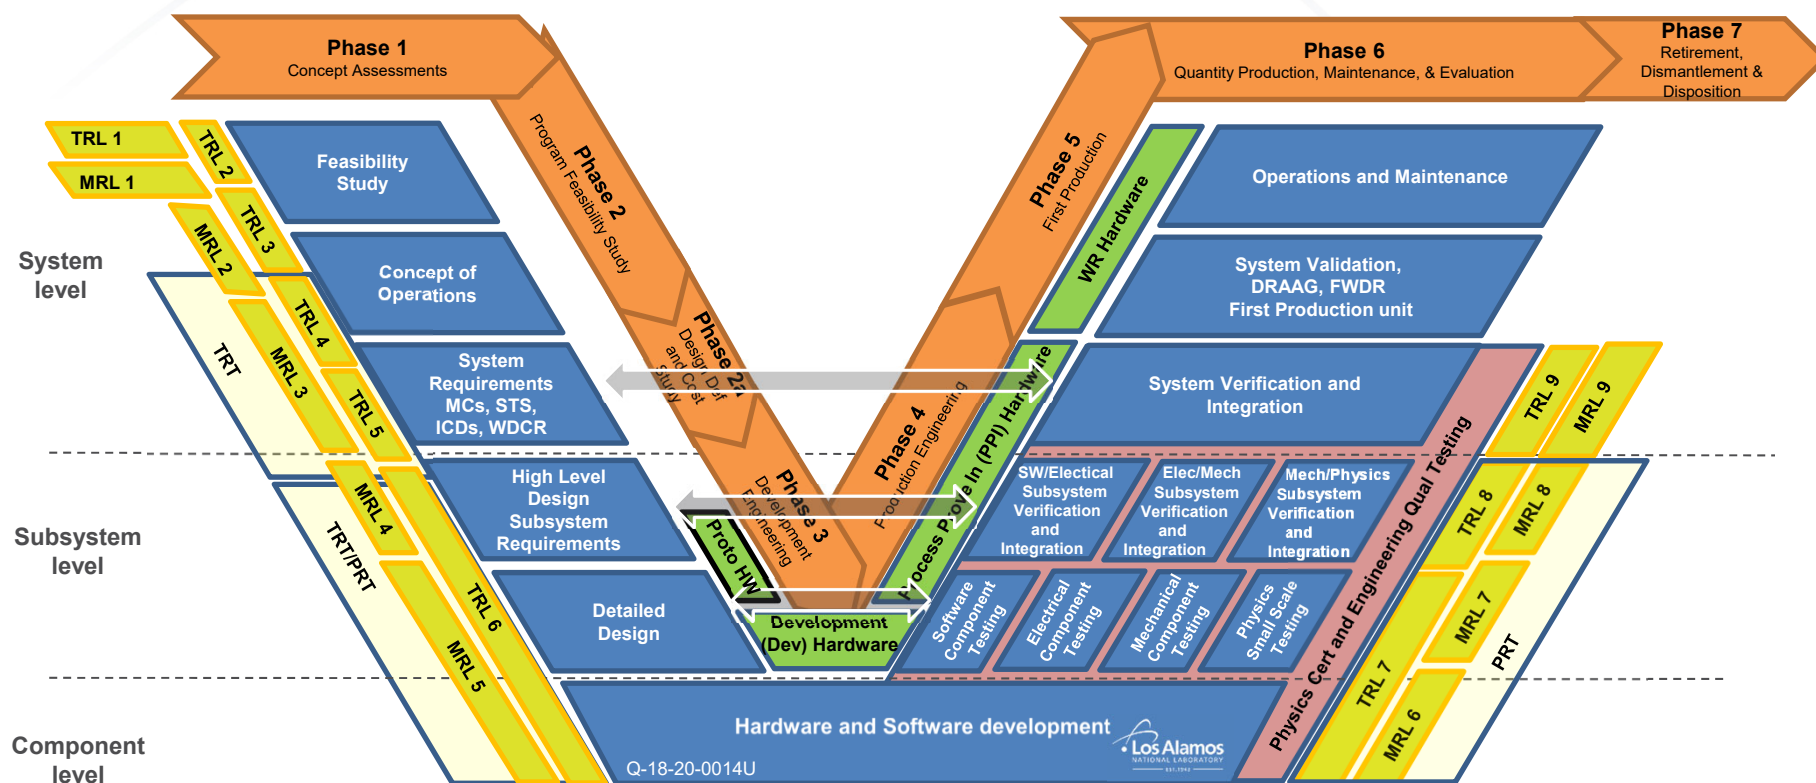 Phase 1
Concept Assessments
Phase 6
Quantity Production, Maintenance, & Evaluation
Phase 7
Retirement,
Dismantlement &
Disposition
Phase 2
Program Feasibility Study
Phase 2a
Design Def
and Cost
Study
Phase 3
Development
Engineering
Phase 4
Production Engineering
Phase 5
First Production
System
level
Subsystem
level
Component
level
TRL 1
MRL 1
TRL 2
MRL 2
TRL 3
TRT
MRL 3
TRL 4
TRL 5
TRT/PRT
MRL 4
MRL 5
TRL 6
Feasibility
Study
Concept of
Operations
System
Requirements
MCs, STS,
ICDs, WDCR
High Level
Design
Subsystem
Requirements
Detailed
Design
Proto HW
Development
(Dev) Hardware
Process Prove In (PPI) Hardware
WR Hardware
Operations and Maintenance
System Validation,
DRAAG, FWDR
First Production unit
System Verification and
Integration
SW/Electical
Subsystem
Verification
and
Integration
Elec/Mech
Subsystem
Verification
and
Integration
Mech/Physics
Subsystem
Verification
and
Integration
Software
Component
Testing
Electrical
Component
Testing
Mechanical
Component
Testing
Physics
Small Scale
Testing
Physics Cert and Engineering Qual Testing
TRL 9
MRL 9
TRL 8
MRL 8
TRL 7
MRL 7
MRL 6
PRT
Hardware and Software development
Q-18-20-0014U
Los Alamos
NATIONAL LABORATORY
EST. 1943